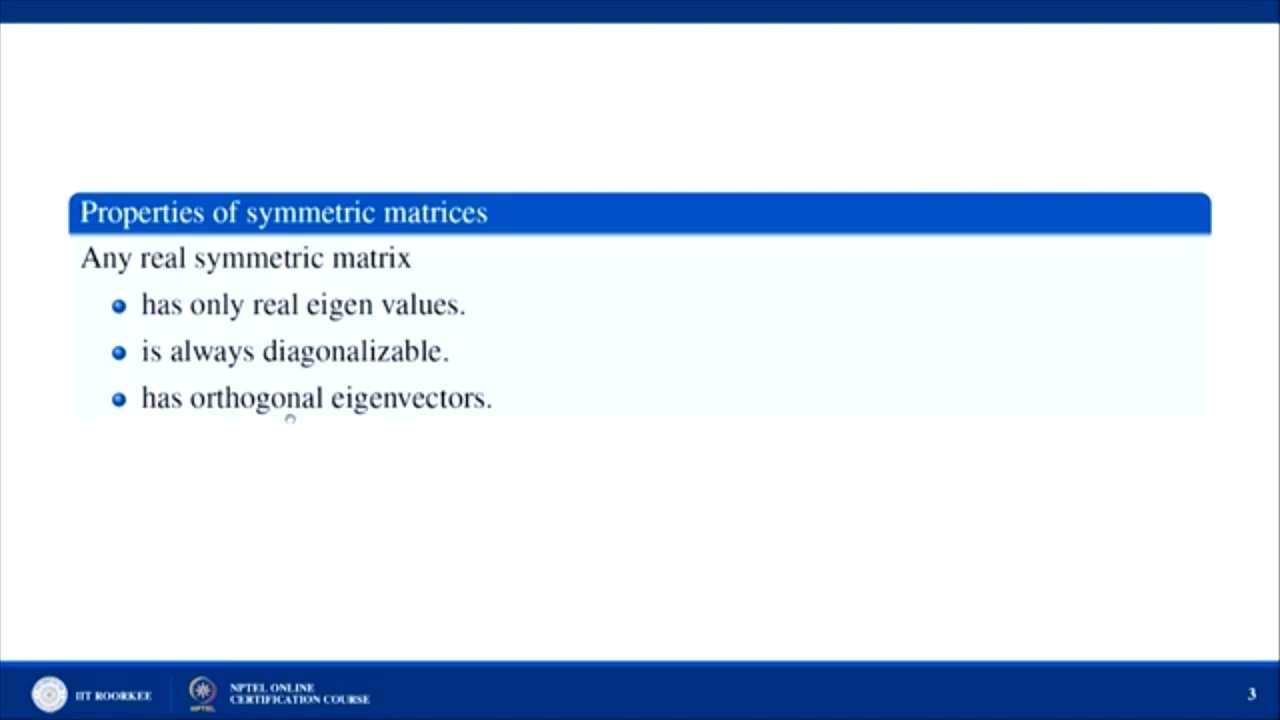 Properties of symmetric matrices
Any real symmetric matrix
has only real eigen values.
is always diagonalizable.
has orthogonal eigenvectors.
IIT ROORKEE
NPTEL
NPTEL ONLINE
CERTIFICATION COURSE
3